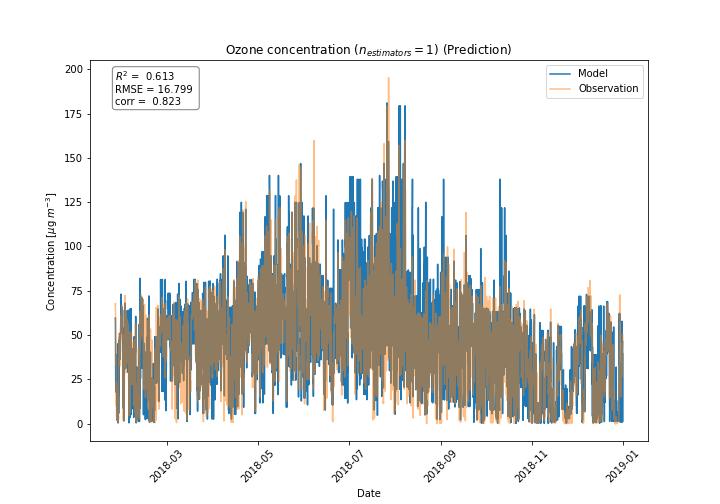 Ozone concentration (n_estimators = 1) (Prediction)
R² = 0.613
RMSE = 16.799
corr = 0.823
Model
Observation
Concentration [μg m⁻³]
200
175
150
125
100
75
50
25
0
2018-03
2018-05
2018-07
2018-09
2018-11
2019-01
Date